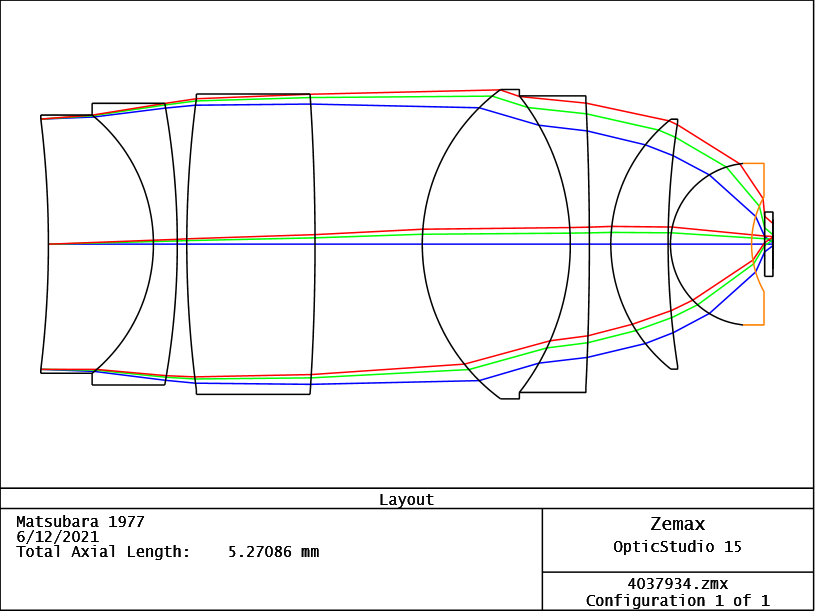 Layout
Matsubara 1977
6/12/2021
Total Axial Length: 5.27086 mm
Zemax
OpticStudio 15
4037934.zmx
Configuration 1 of 1